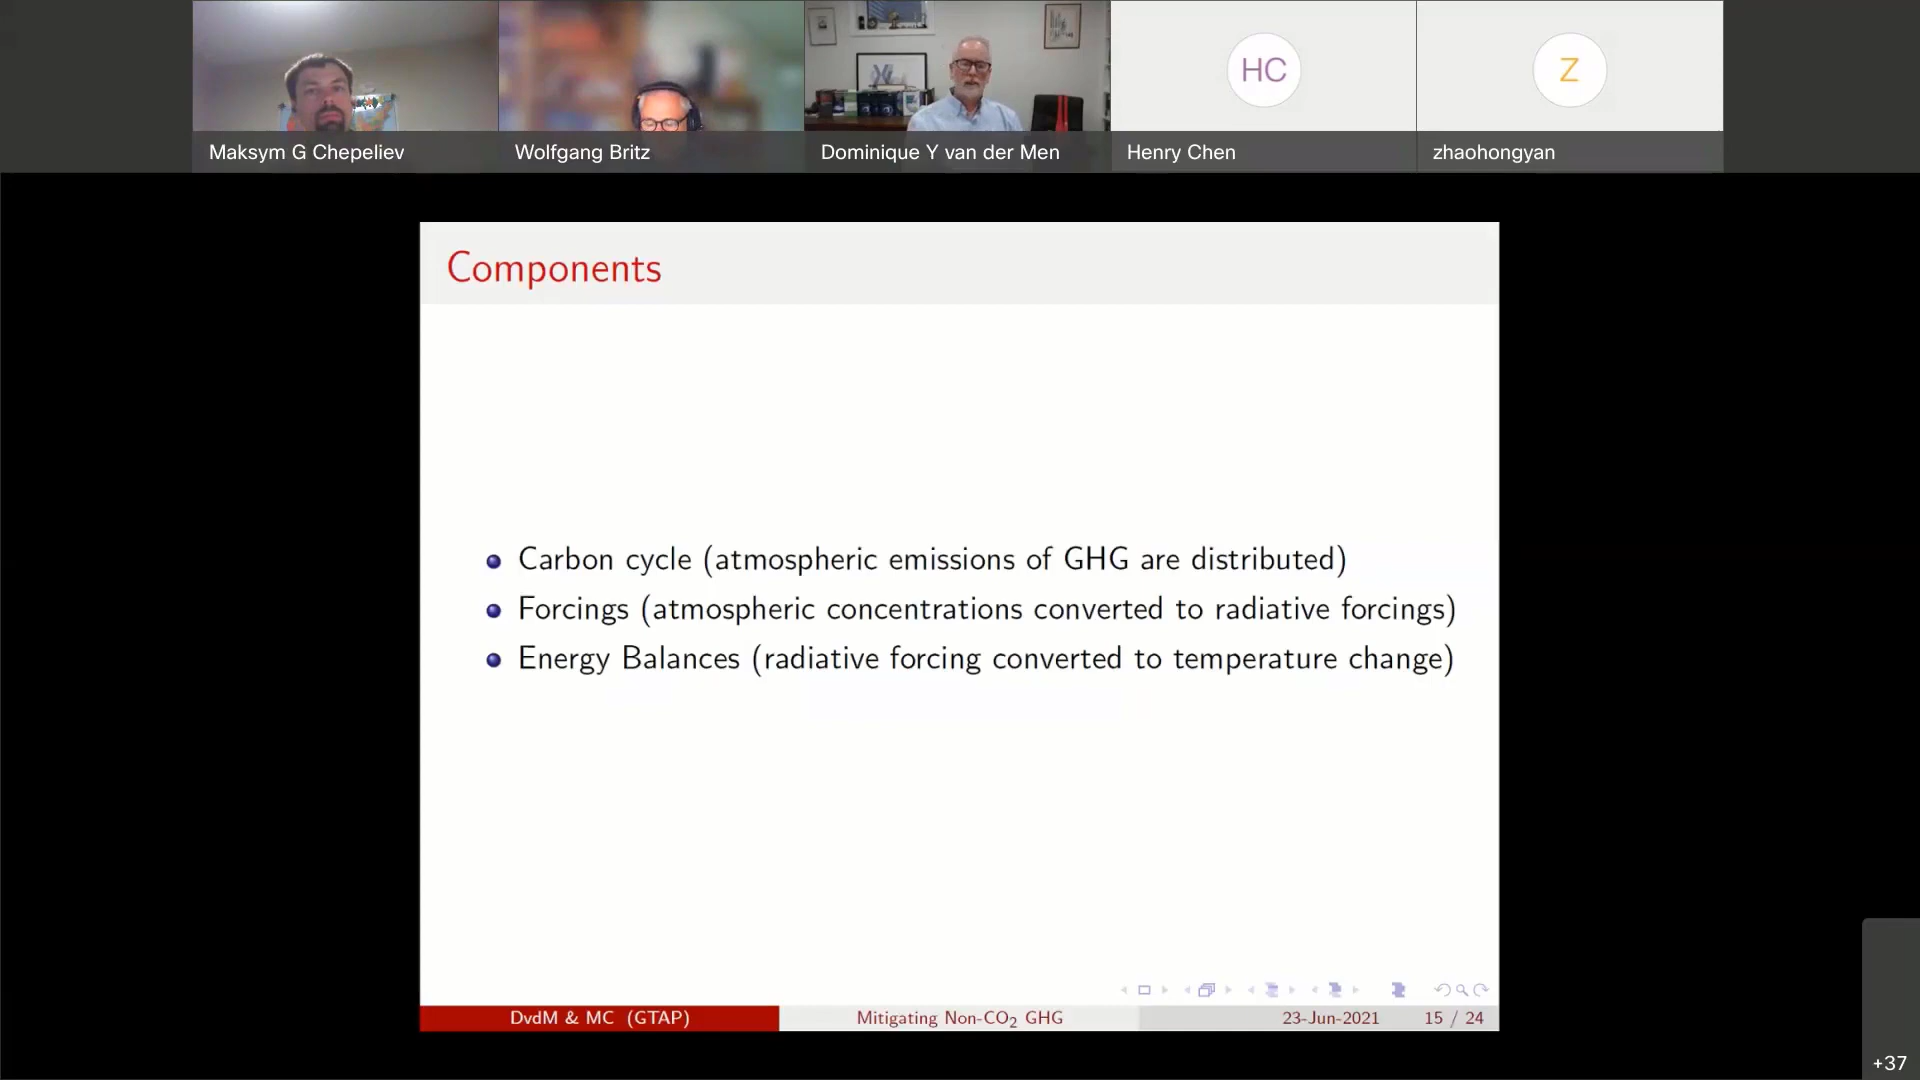 Maksym G Chepeliev
Wolfgang Britz
Dominique Y van der Men
HC
Henry Chen
Z
zhaohongyan
Components
Carbon cycle (atmospheric emissions of GHG are distributed)
Forcings (atmospheric concentrations converted to radiative forcings)
Energy Balances (radiative forcing converted to temperature change)
DvdM & MC (GTAP)
Mitigating Non-CO₂ GHG
23-Jun-2021
15 / 24
+37